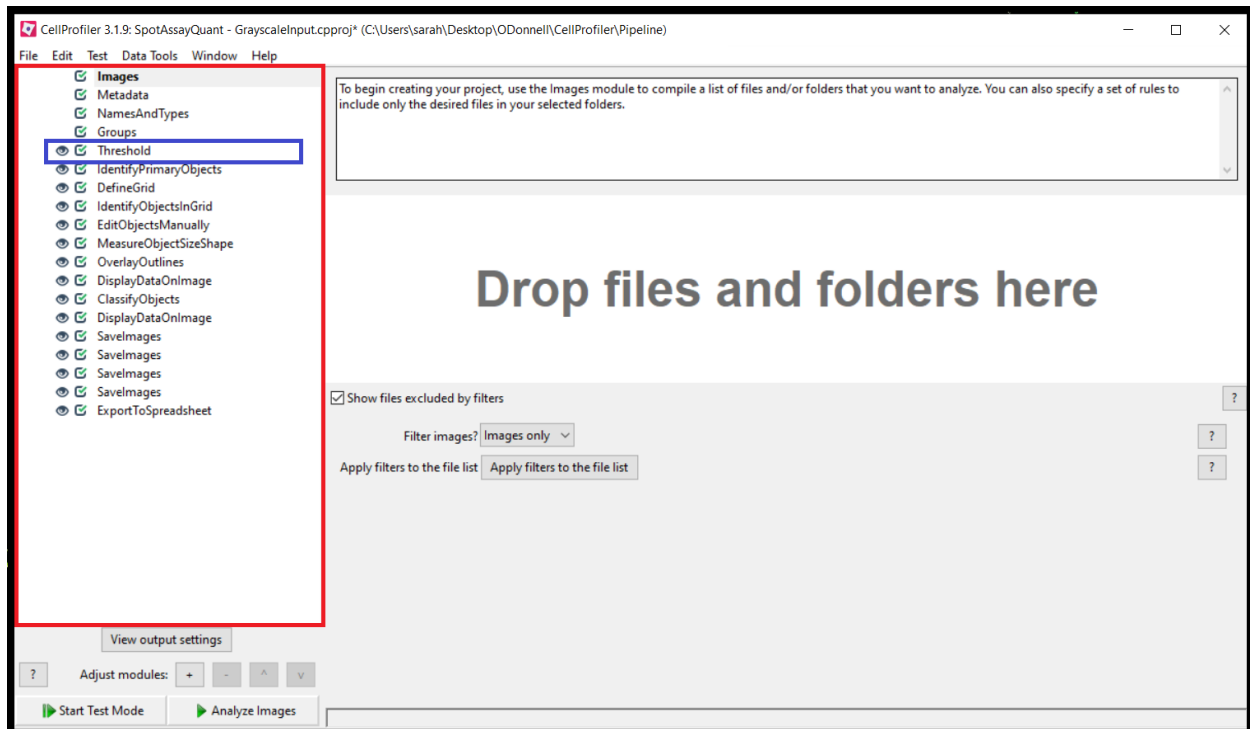 CellProfiler 3.1.9: SpotAssayQuant - GrayscaleInput.cpproj* (C:\Users\sarah\Desktop\ODonnell\CellProfiler\Pipeline)
File Edit Test Data Tools Window Help
Images
Metadata
NamesAndTypes
Groups
Threshold
IdentifyPrimaryObjects
DefineGrid
IdentifyObjectsInGrid
EditObjectsManually
MeasureObjectSizeShape
OverlayOutlines
DisplayDataOnImage
ClassifyObjects
DisplayDataOnImage
SaveImages
SaveImages
SaveImages
SaveImages
ExportToSpreadsheet
View output settings
? Adjust modules: + - ^ v
Start Test Mode Analyze Images
To begin creating your project, use the Images module to compile a list of files and/or folders that you want to analyze. You can also specify a set of rules to
include only the desired files in your selected folders.
Drop files and folders here
Show files excluded by filters ?
Filter images? Images only ?
Apply filters to the file list Apply filters to the file list ?